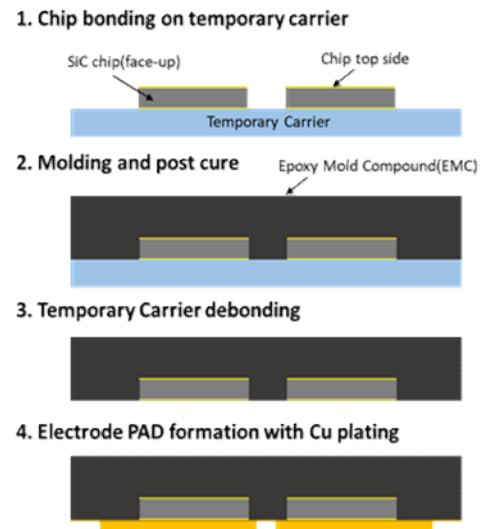 1. Chip bonding on temporary carrier
SiC chip(face-up)
Chip top side
Temporary Carrier
2. Molding and post cure
Epoxy Mold Compound(EMC)
3. Temporary Carrier debonding
4. Electrode PAD formation with Cu plating